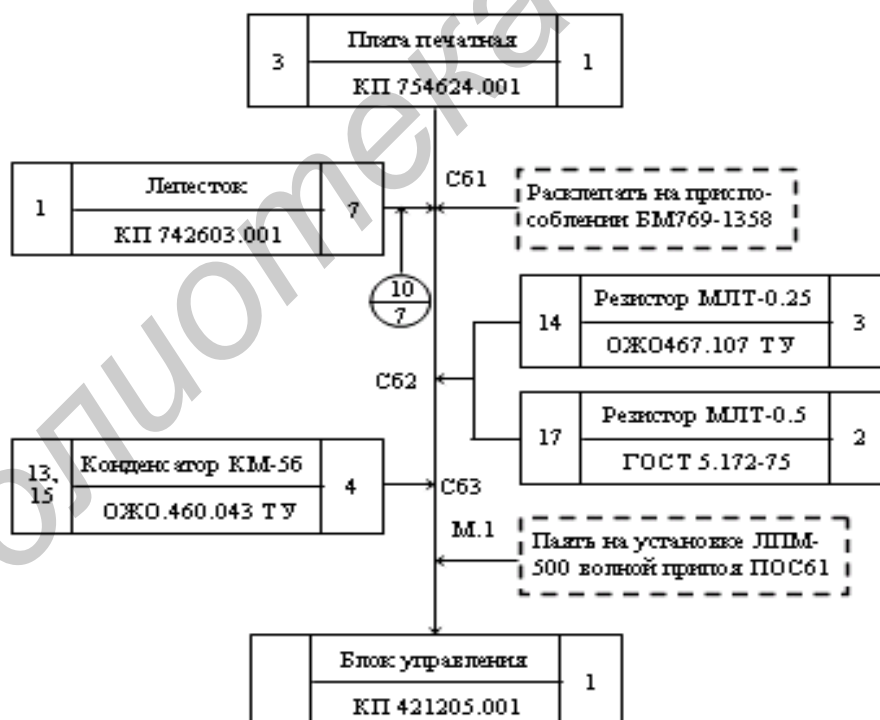 3
Плата печатная
КП 754624.001
1
1
Лепесток
КП 742603.001
7
Сб1
Расклепать на приспо-
соблении БМ769-1358
10
7
14
Резистор МЛТ-0.25
ОЖО467.107 ТУ
3
Сб2
17
Резистор МЛТ-0.5
ГОСТ 5.172-75
2
13,
15
Конденсатор КМ-56
ОЖО.460.043 ТУ
4
Сб3
М.1
Паять на установке ЛПМ-
500 волной припоя ПОС61
Блок управления
КП 421205.001
1